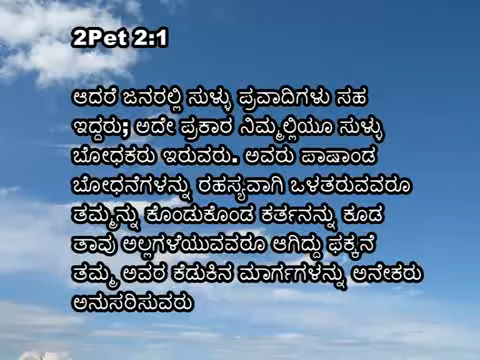 2Pet 2:1
ಆದರೆ ಜನರಲ್ಲಿ ಸುಳ್ಳು ಪ್ರವಾದಿಗಳು ಸಹ
ಇದ್ದರು; ಅದೇ ಪ್ರಕಾರ ನಿಮ್ಮಲ್ಲಿಯೂ ಸುಳ್ಳು
ಬೋಧಕರು ಇರುವರು. ಅವರು ಪಾಷಾಂಡ
ಬೋಧನೆಗಳನ್ನು ರಹಸ್ಯವಾಗಿ ಒಳತರುವವರೂ
ತಮ್ಮನ್ನು ಕೊಂಡುಕೊಂಡ ಕರ್ತನನ್ನು ಕೂಡ
ತಾವು ಅಲ್ಲಗಳೆಯುವವರೂ ಆಗಿದ್ದು ಫಕ್ಕನೆ
ತಮ್ಮ ಅವರ ಕೆಡುಕಿನ ಮಾರ್ಗಗಳನ್ನು ಅನೇಕರು
ಅನುಸರಿಸುವರು